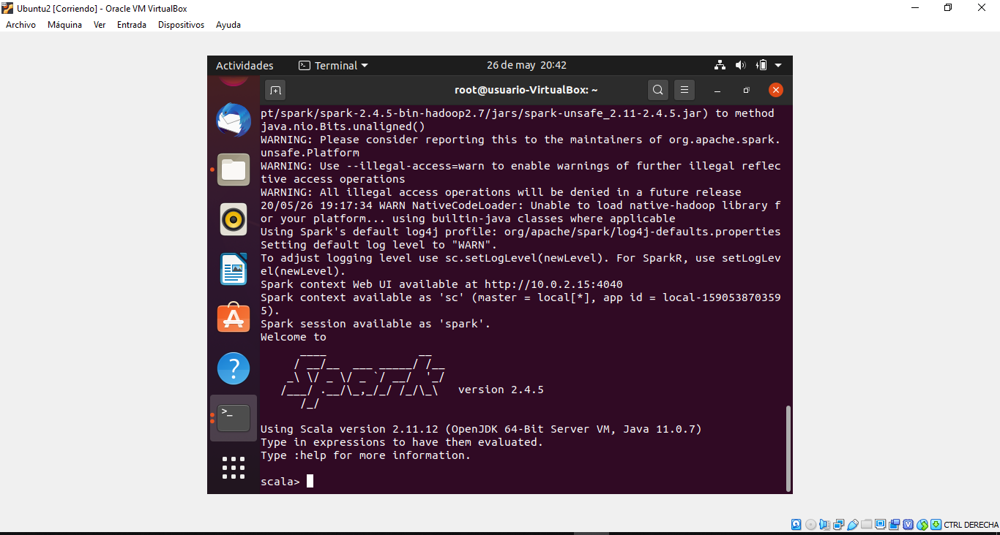 Ubuntu2 [Corriendo] - Oracle VM VirtualBox
Archivo Máquina Ver Entrada Dispositivos Ayuda
Actividades Terminal 26 de may 20:42
root@usuario-VirtualBox: ~
pt/spark/spark-2.4.5-bin-hadoop2.7/jars/spark-unsafe_2.11-2.4.5.jar) to method
java.nio.Bits.unaligned()
WARNING: Please consider reporting this to the maintainers of org.apache.spark.
unsafe.Platform
WARNING: Use --illegal-access=warn to enable warnings of further illegal reflec
tive access operations
WARNING: All illegal access operations will be denied in a future release
20/05/26 19:17:34 WARN NativeCodeLoader: Unable to load native-hadoop library f
or your platform... using builtin-java classes where applicable
Using Spark's default log4j profile: org/apache/spark/log4j-defaults.properties
Setting default log level to "WARN".
To adjust logging level use sc.setLogLevel(newLevel). For SparkR, use setLogLev
el(newLevel).
Spark context Web UI available at http://10.0.2.15:4040
Spark context available as 'sc' (master = local[*], app id = local-159053870359
5).
Spark session available as 'spark'.
Welcome to
Spark version 2.4.5
Using Scala version 2.11.12 (OpenJDK 64-Bit Server VM, Java 11.0.7)
Type in expressions to have them evaluated.
Type :help for more information.
scala>
CTRL DERECHA